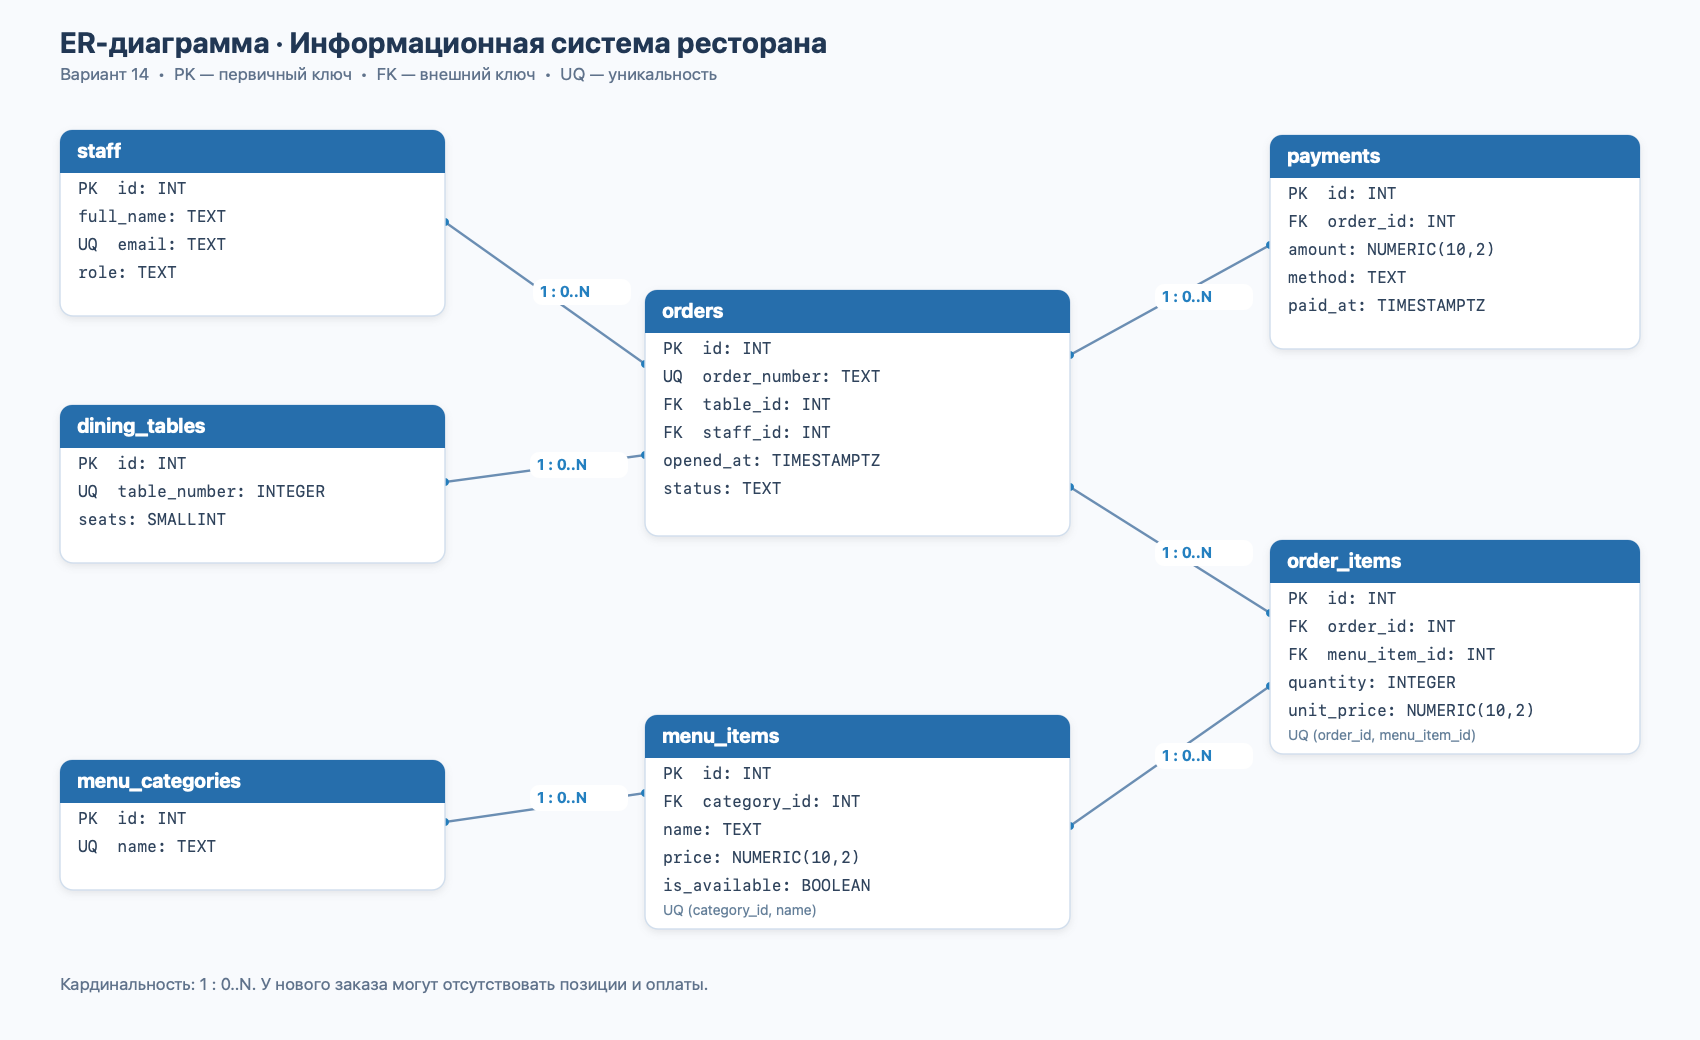 ER-диаграмма · Информационная система ресторана
Вариант 14 • PK — первичный ключ • FK — внешний ключ • UQ — уникальность
staff
PK id: INT
full_name: TEXT
UQ email: TEXT
role: TEXT
1 : 0..N
dining_tables
PK id: INT
UQ table_number: INTEGER
seats: SMALLINT
1 : 0..N
orders
PK id: INT
UQ order_number: TEXT
FK table_id: INT
FK staff_id: INT
opened_at: TIMESTAMPTZ
status: TEXT
1 : 0..N
payments
PK id: INT
FK order_id: INT
amount: NUMERIC(10,2)
method: TEXT
paid_at: TIMESTAMPTZ
1 : 0..N
order_items
PK id: INT
FK order_id: INT
FK menu_item_id: INT
quantity: INTEGER
unit_price: NUMERIC(10,2)
UQ (order_id, menu_item_id)
menu_categories
PK id: INT
UQ name: TEXT
1 : 0..N
menu_items
PK id: INT
FK category_id: INT
name: TEXT
price: NUMERIC(10,2)
is_available: BOOLEAN
UQ (category_id, name)
1 : 0..N
Кардинальность: 1 : 0..N. У нового заказа могут отсутствовать позиции и оплаты.